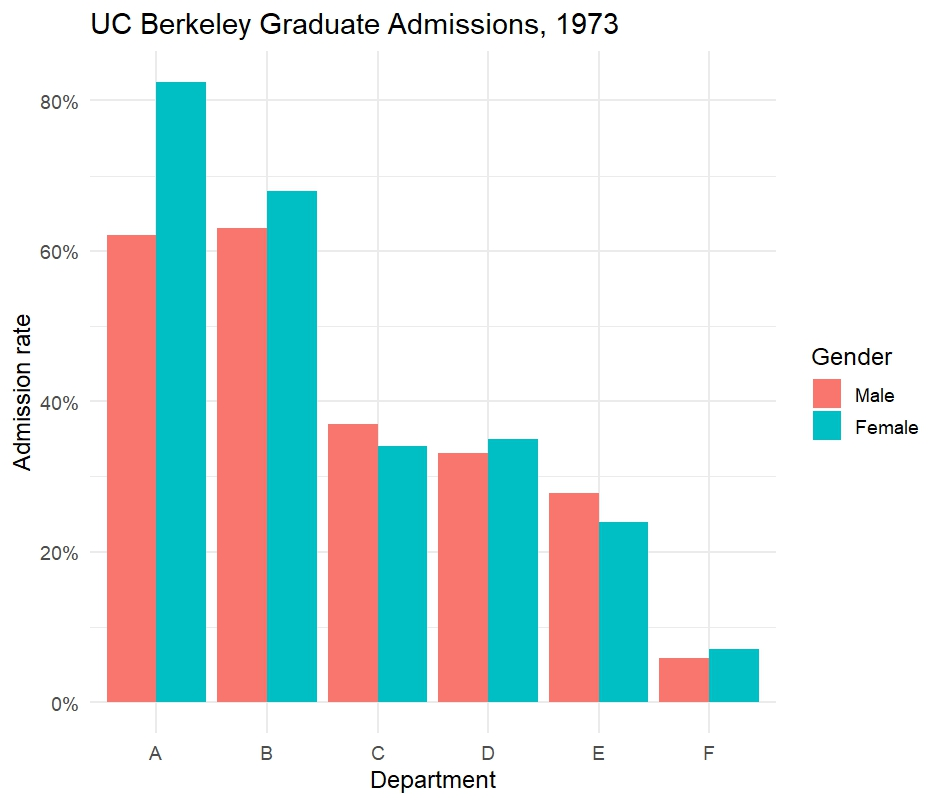 UC Berkeley Graduate Admissions, 1973
80%
60%
40%
20%
0%
Admission rate
A B C D E F
Department
Gender
Male
Female